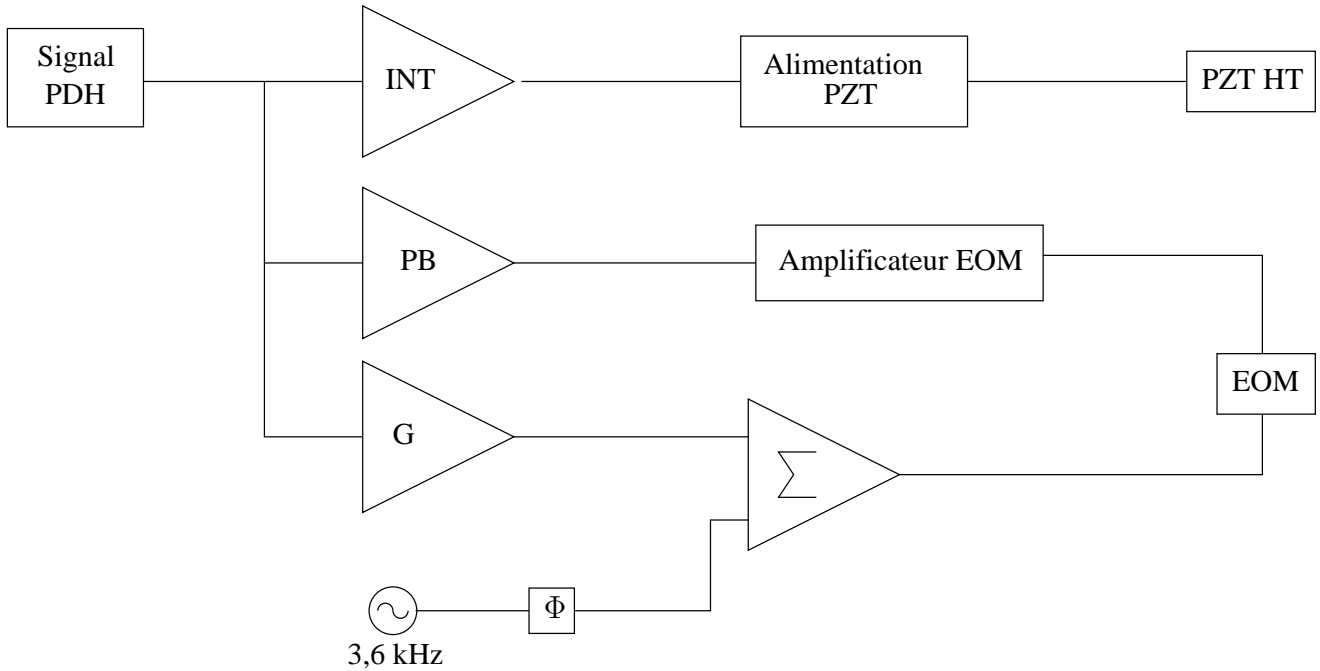 Signal
PDH
INT
Alimentation
PZT
PZT HT
PB
Amplificateur EOM
EOM
G
Σ
Φ
3,6 kHz